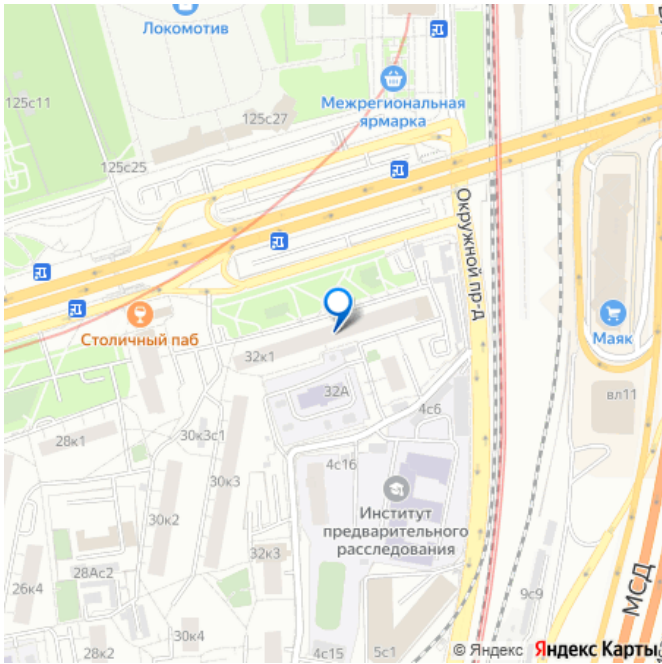 Локомотив
125с11
Межрегиональная
ярмарка
125с27
125с25
Окружной пр-д
Столичный паб
Маяк
32к1
32А
вл11
4с6
28к1
30к3с1
4с16
30к3
Институт
предварительного
расследования
30к2
32к3
28Ас2
26к4
9с9
МСД
30к4
28к2
4с15
5с1
© Яндекс Яндекс Карты